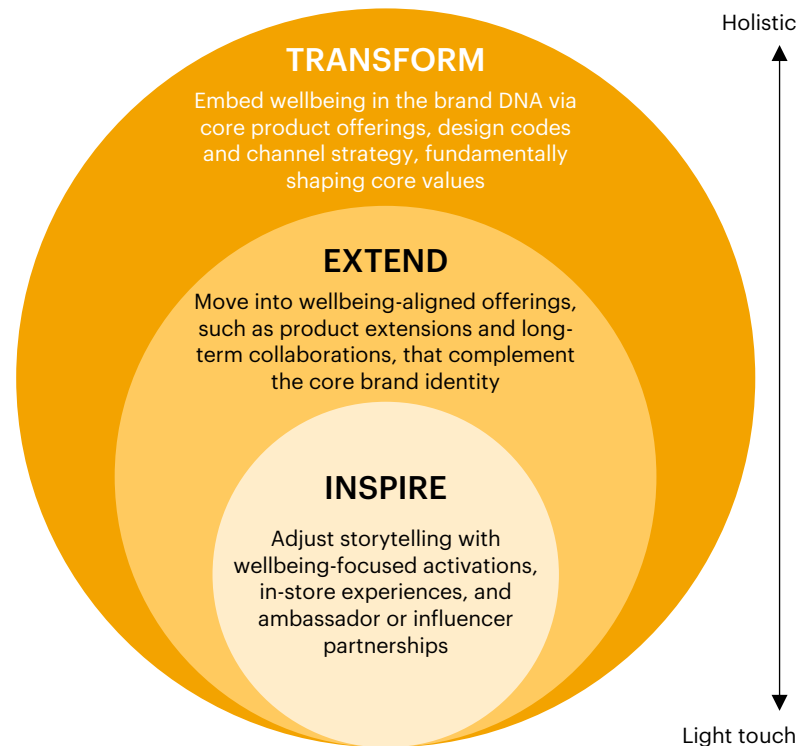 Holistic
TRANSFORM
Embed wellbeing in the brand DNA via
core product offerings, design codes
and channel strategy, fundamentally
shaping core values
EXTEND
Move into wellbeing-aligned offerings,
such as product extensions and long-
term collaborations, that complement
the core brand identity
INSPIRE
Adjust storytelling with
wellbeing-focused activations,
in-store experiences, and
ambassador or influencer
partnerships
Light touch